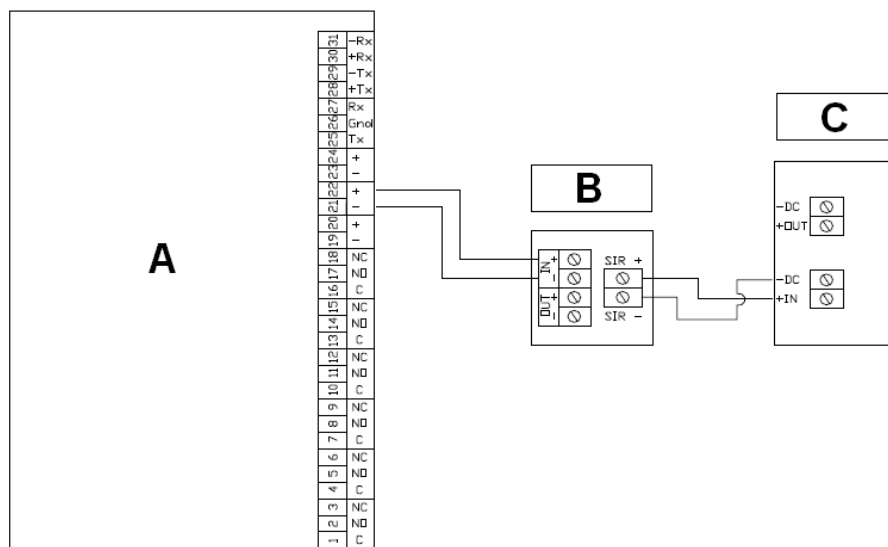 A
31 -Rx
30 +Rx
29 -Tx
28 +Tx
27 Rx
26 Gnd
25 Tx
24 +
23 -
22 +
21 -
20 +
19 -
18 NC
17 NO
16 C
15 NC
14 NO
13 C
12 NC
11 NO
10 C
9 NC
8 NO
7 C
6 NC
5 NO
4 C
3 NC
2 NO
1 C
B
IN + -
OUT + -
SIR +
SIR -
C
-DC
+OUT
-DC
+IN